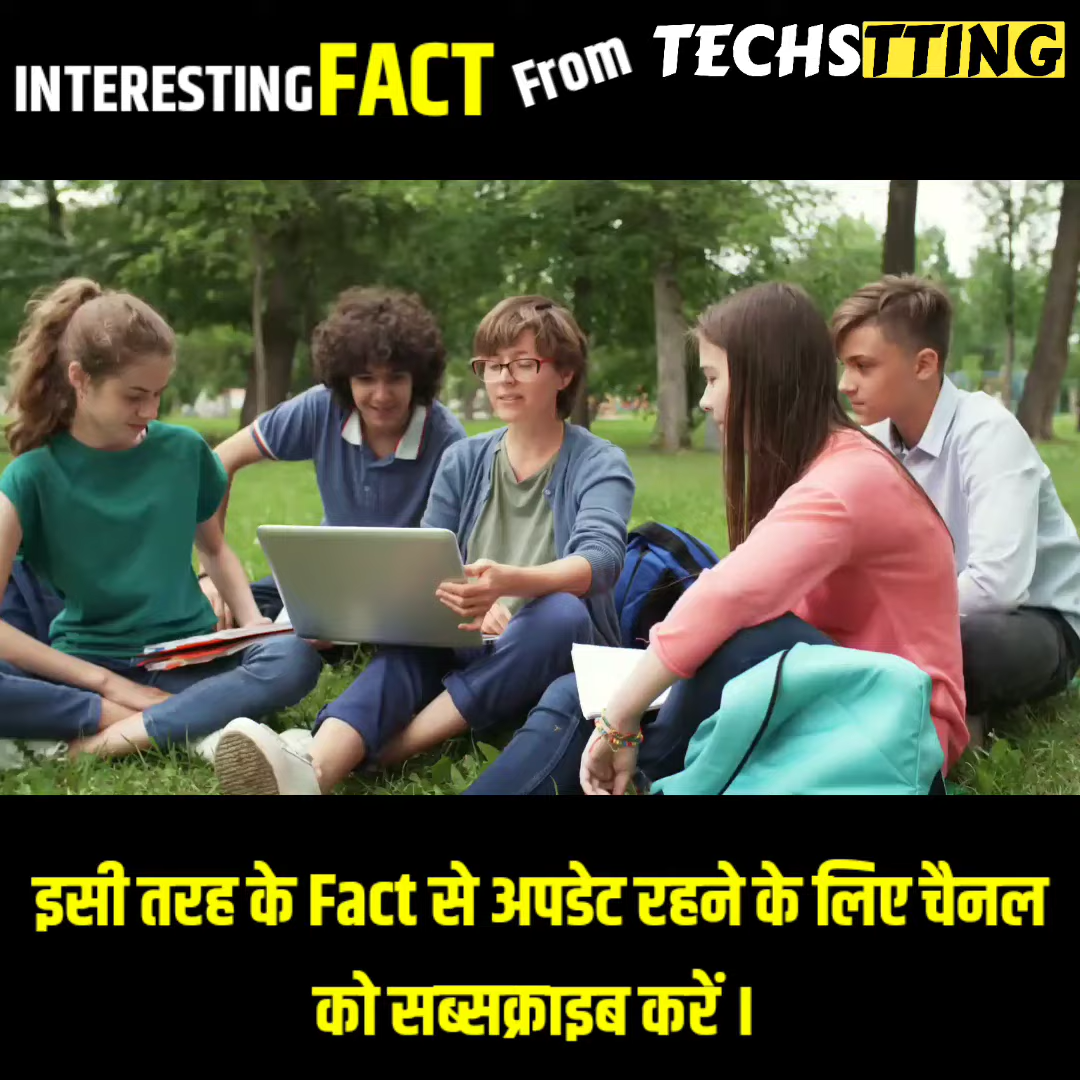 INTERESTING FACT From TECHSTTING
इसी तरह के Fact से अपडेट रहने के लिए चैनल
को सब्सक्राइब करें ।